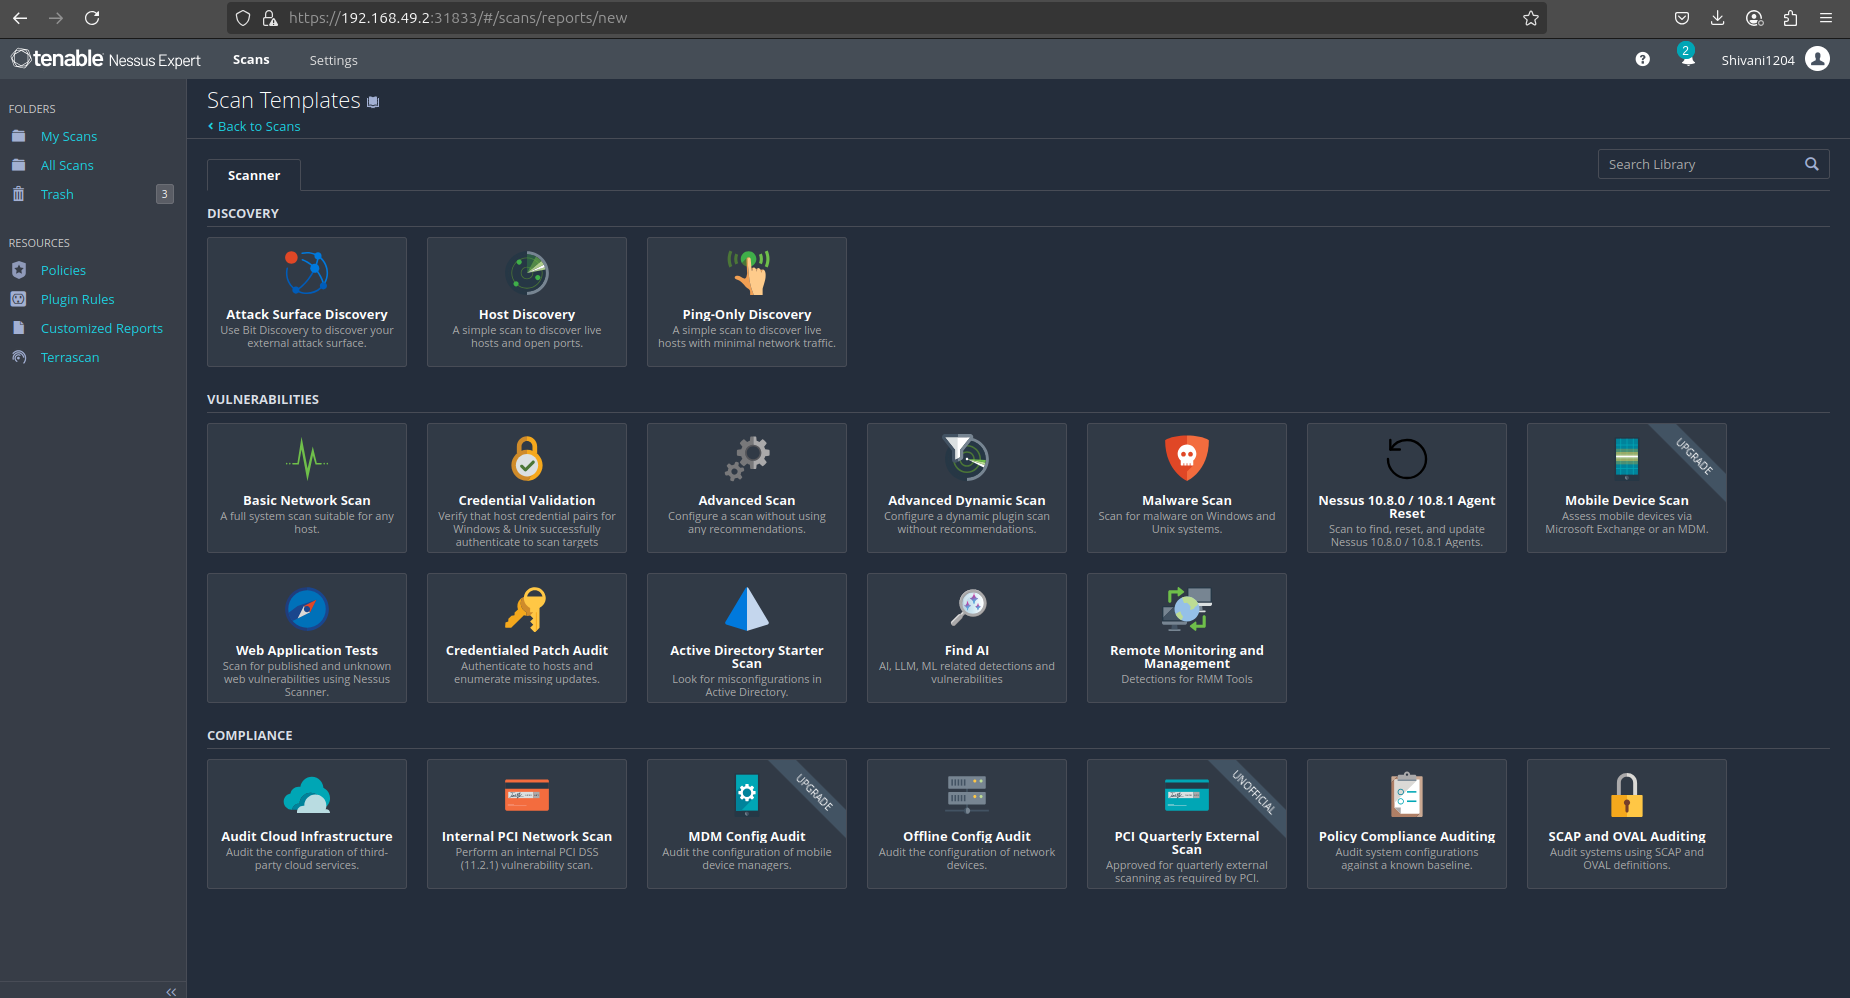 https://192.168.49.2:31833/#/scans/reports/new
tenable Nessus Expert
Scans
Settings
2
Shivani1204
FOLDERS
My Scans
All Scans
Trash
3
RESOURCES
Policies
Plugin Rules
Customized Reports
Terrascan
Scan Templates
Back to Scans
Scanner
Search Library
DISCOVERY
Attack Surface Discovery
Use Bit Discovery to discover your
external attack surface.
Host Discovery
A simple scan to discover live
hosts and open ports.
Ping-Only Discovery
A simple scan to discover live
hosts with minimal network traffic.
VULNERABILITIES
Basic Network Scan
A full system scan suitable for any
host.
Credential Validation
Verify that host credential pairs for
Windows & Unix successfully
authenticate to scan targets
Advanced Scan
Configure a scan without using
any recommendations.
Advanced Dynamic Scan
Configure a dynamic plugin scan
without recommendations.
Malware Scan
Scan for malware on Windows and
Unix systems.
Nessus 10.8.0 / 10.8.1 Agent
Reset
Scan to find, reset, and update
Nessus 10.8.0 / 10.8.1 Agents.
UPGRADE
Mobile Device Scan
Assess mobile devices via
Microsoft Exchange or an MDM.
Web Application Tests
Scan for published and unknown
web vulnerabilities using Nessus
Scanner.
Credentialed Patch Audit
Authenticate to hosts and
enumerate missing updates.
Active Directory Starter
Scan
Look for misconfigurations in
Active Directory.
Find AI
AI, LLM, ML related detections and
vulnerabilities
Remote Monitoring and
Management
Detections for RMM Tools
COMPLIANCE
Audit Cloud Infrastructure
Audit the configuration of third-
party cloud services.
Internal PCI Network Scan
Perform an internal PCI DSS
(11.2.1) vulnerability scan.
UPGRADE
MDM Config Audit
Audit the configuration of mobile
device managers.
Offline Config Audit
Audit the configuration of network
devices.
UNOFFICIAL
PCI Quarterly External
Scan
Approved for quarterly external
scanning as required by PCI.
Policy Compliance Auditing
Audit system configurations
against a known baseline.
SCAP and OVAL Auditing
Audit systems using SCAP and
OVAL definitions.